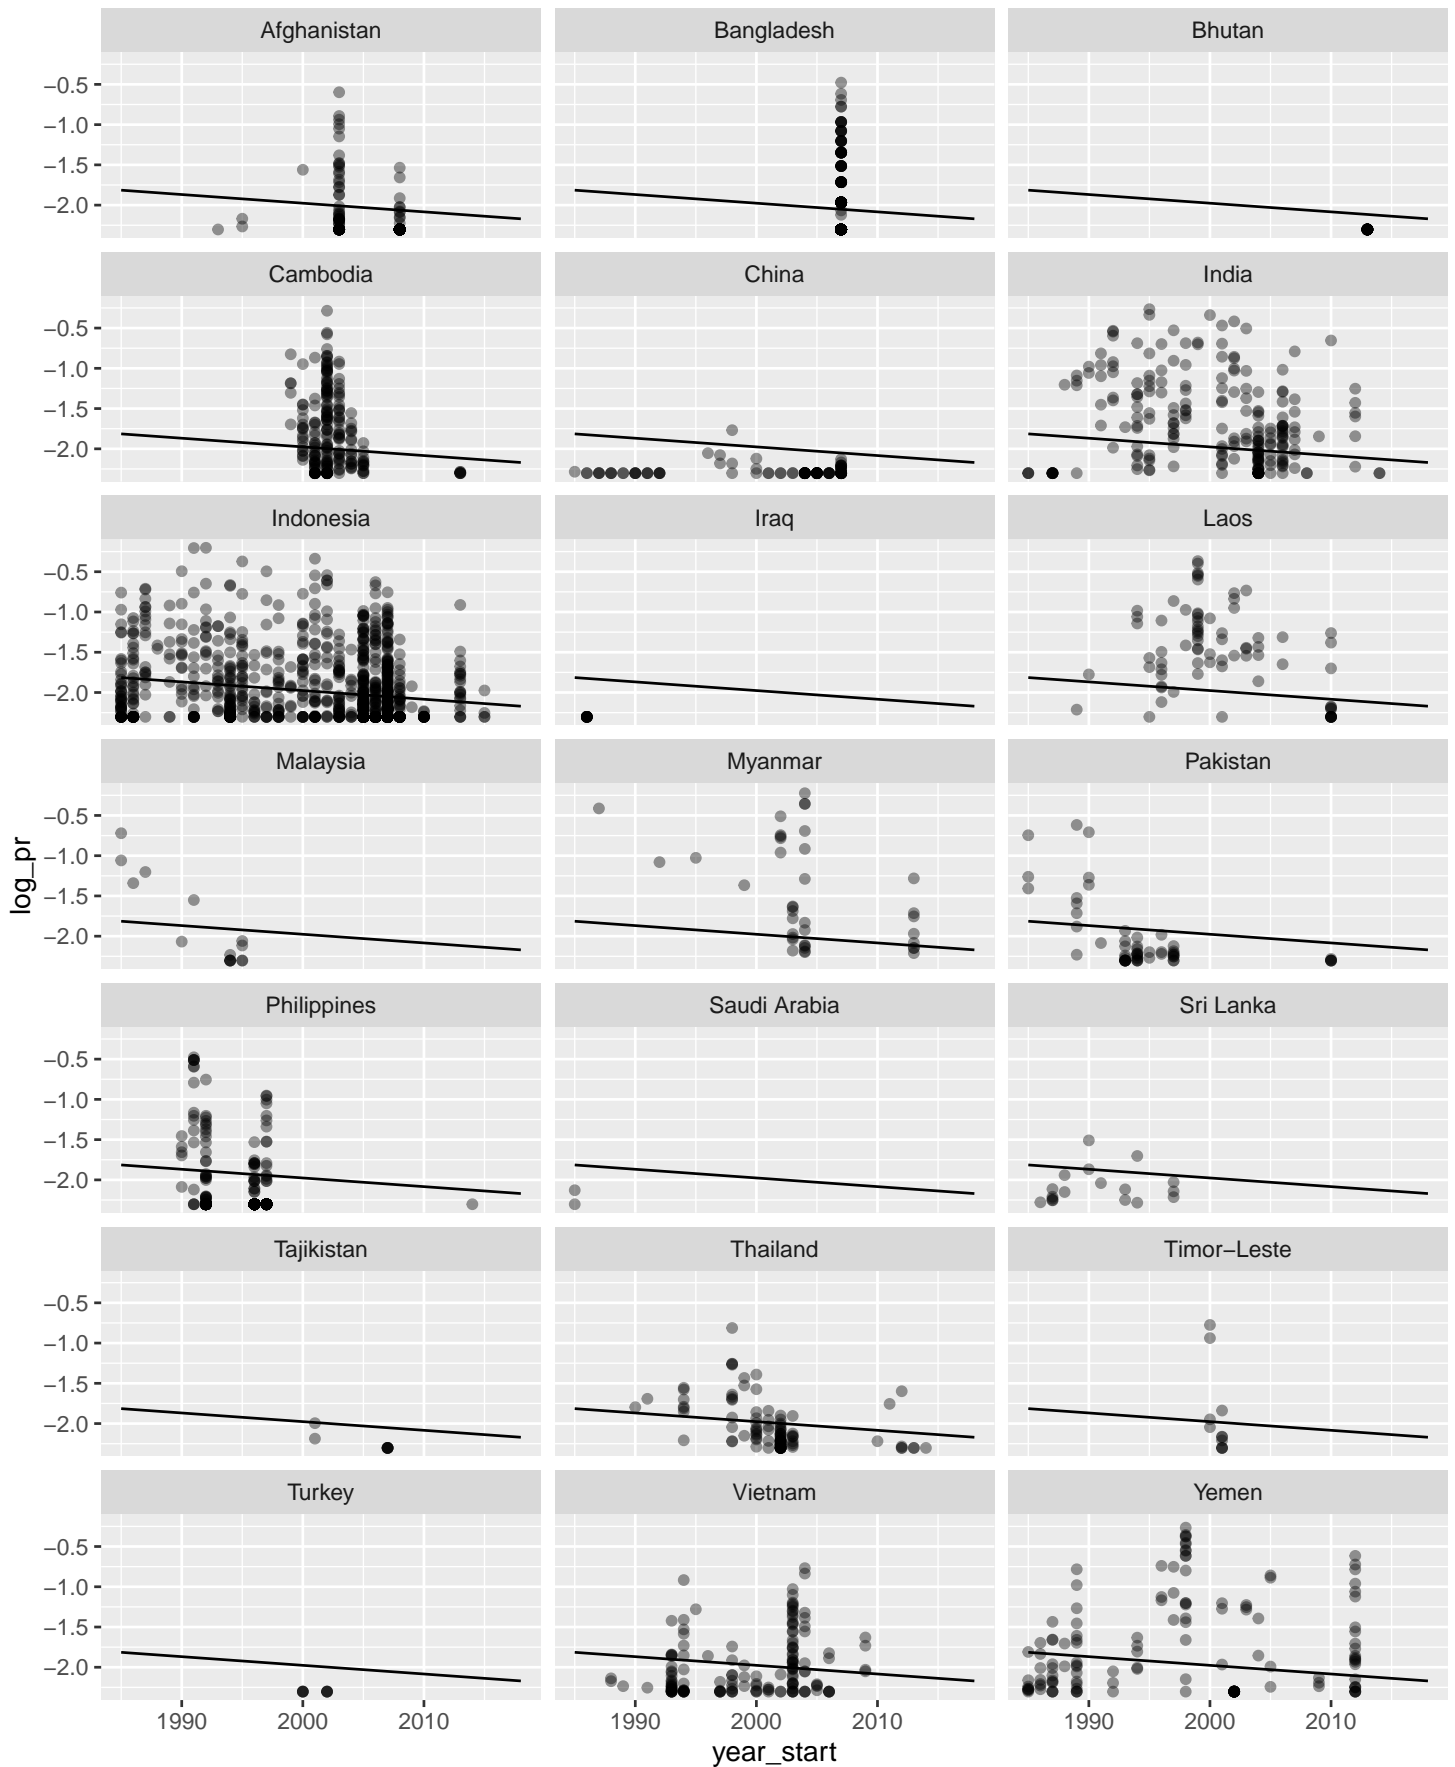 Afghanistan Bangladesh Bhutan
−0.5
−1.0
−1.5
−2.0
Cambodia China India
−0.5
−1.0
−1.5
−2.0
Indonesia Iraq Laos
−0.5
−1.0
−1.5
−2.0
Malaysia Myanmar Pakistan
−0.5
−1.0
−1.5
−2.0
log_pr
Philippines Saudi Arabia Sri Lanka
−0.5
−1.0
−1.5
−2.0
Tajikistan Thailand Timor−Leste
−0.5
−1.0
−1.5
−2.0
Turkey Vietnam Yemen
−0.5
−1.0
−1.5
−2.0
1990 2000 2010 1990 2000 2010 1990 2000 2010
year_start